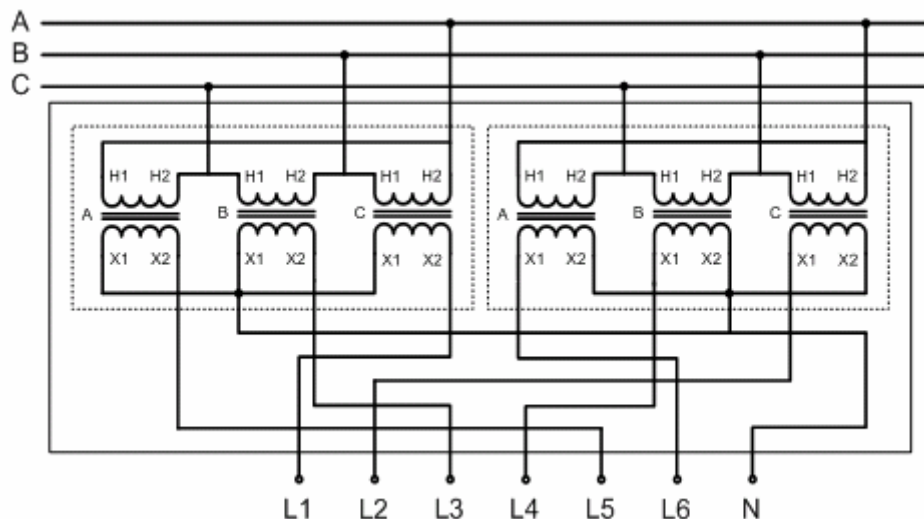 A
B
C
H1 H2 H1 H2 H1 H2 H1 H2 H1 H2 H1 H2
A B C A B C
X1 X2 X1 X2 X1 X2 X1 X2 X1 X2 X1 X2
L1 L2 L3 L4 L5 L6 N